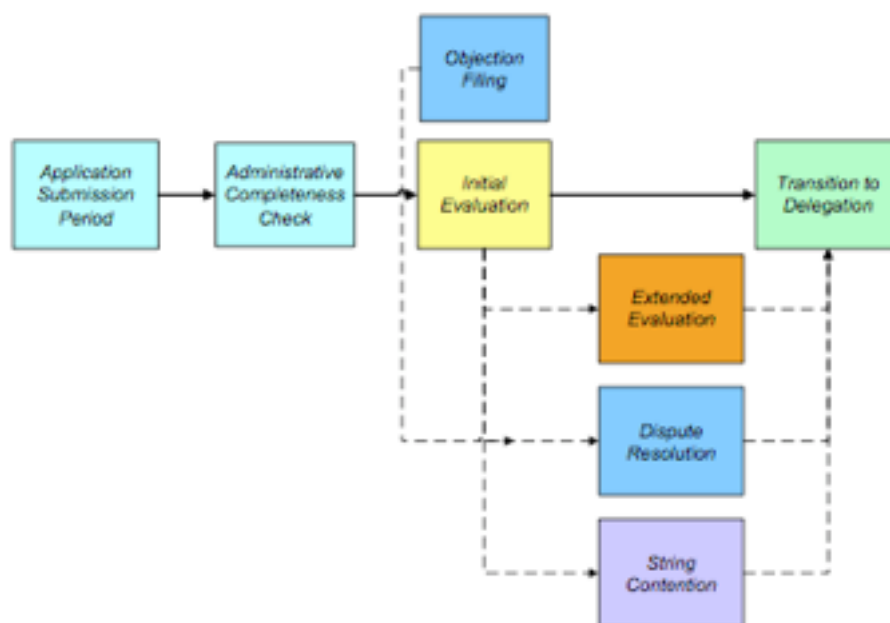 Objection
Filing
Application
Submission
Period
Administrative
Completeness
Check
Initial
Evaluation
Transition to
Delegation
Extended
Evaluation
Dispute
Resolution
String
Contention